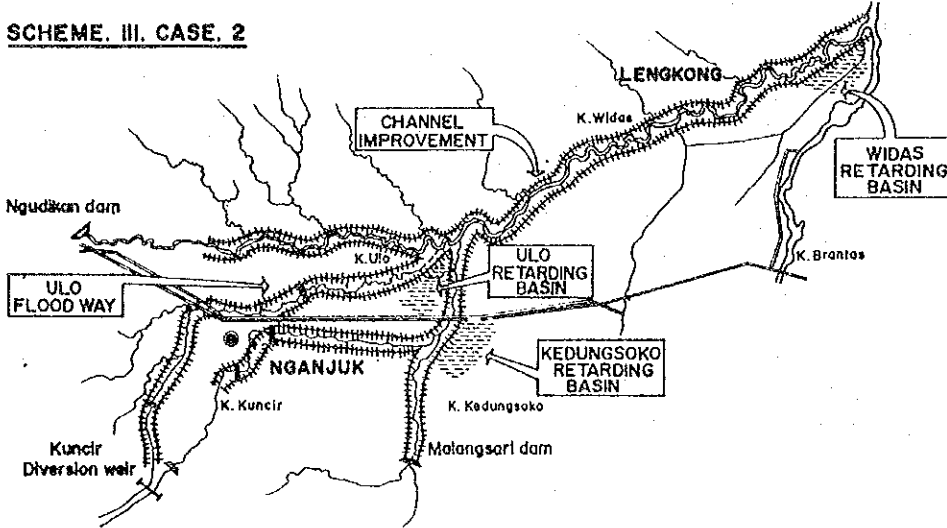 SCHEME. III. CASE. 2
LENGKONG
K. Widas
CHANNEL
IMPROVEMENT
WIDAS
RETARDING
BASIN
Ngudikan dam
K. Ulo
ULO
RETARDING
BASIN
K. Brantas
ULO
FLOOD WAY
KEDUNGSOKO
RETARDING
BASIN
NGANJUK
K. Kuncir
K. Kedungsoko
Kuncir
Diversion weir
Malangsari dam